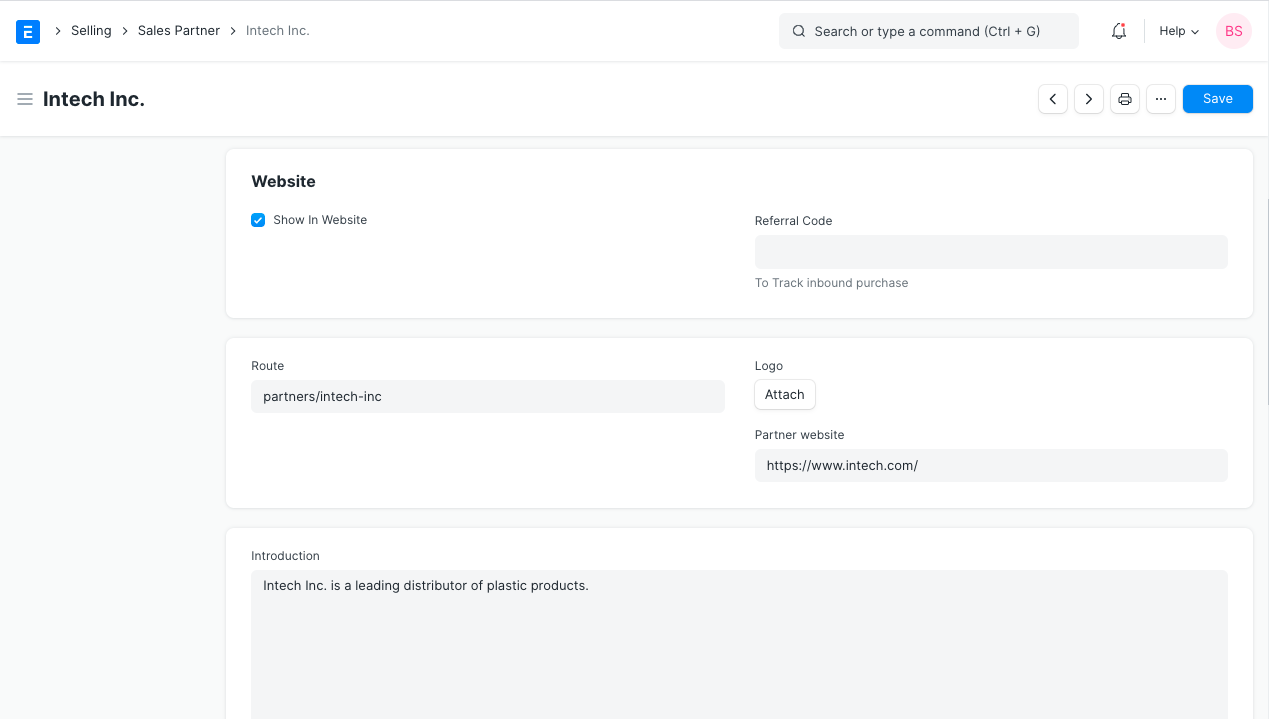 Selling
Sales Partner
Intech Inc.
Search or type a command (Ctrl + G)
Help
BS
Intech Inc.
Save
Website
Show In Website
Referral Code
To Track inbound purchase
Route
partners/intech-inc
Logo
Attach
Partner website
https://www.intech.com/
Introduction
Intech Inc. is a leading distributor of plastic products.